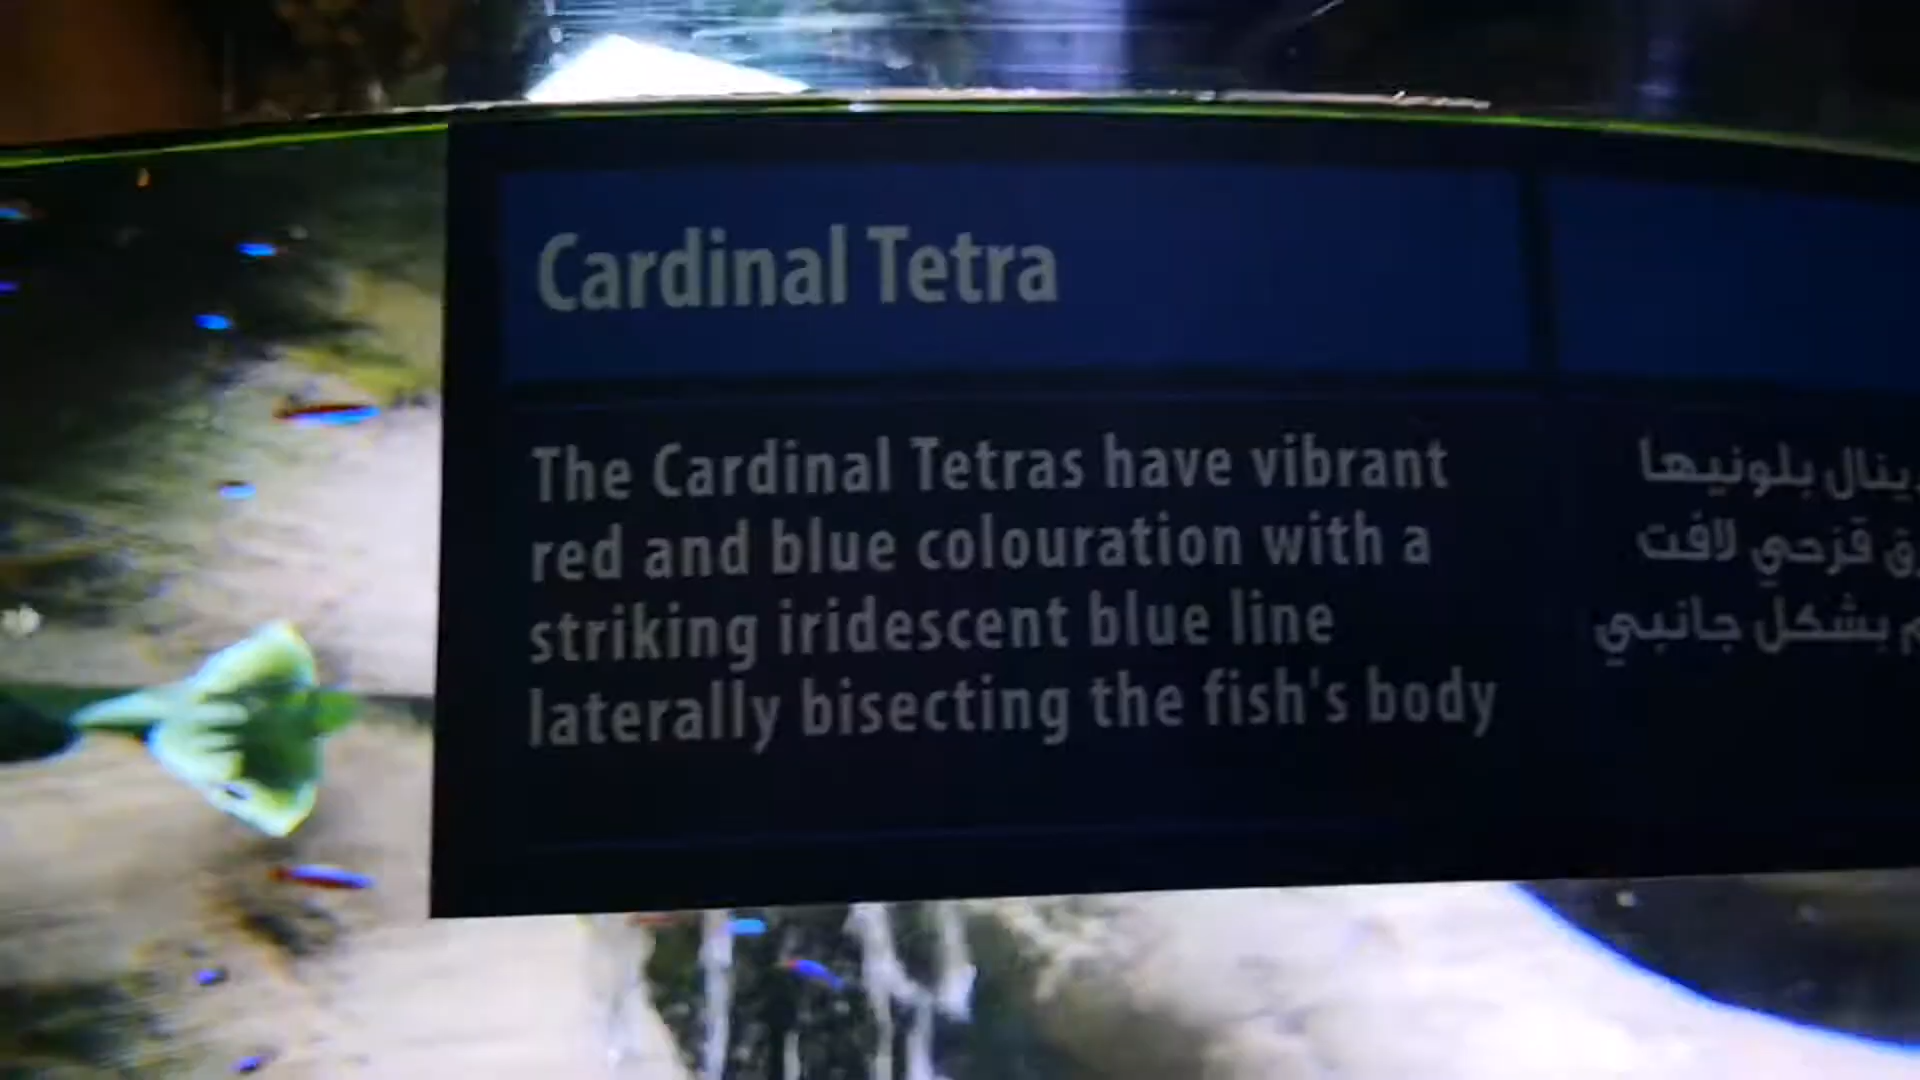 Cardinal Tetra
The Cardinal Tetras have vibrant
red and blue colouration with a
striking iridescent blue line
laterally bisecting the fish's body
بلونيها
قزحي لافت
بشكل جانبي